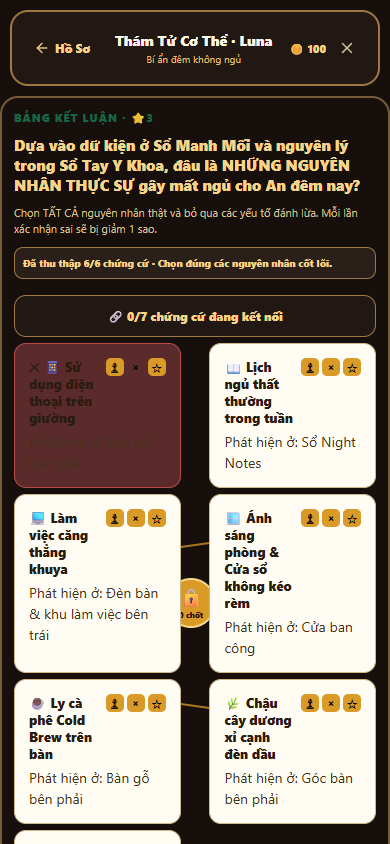 ← Hồ Sơ
Thám Tử Cơ Thể · Luna
Bí ẩn đêm không ngủ
100 ×
BẢNG KẾT LUẬN · ⭐3
Dựa vào dữ kiện ở Sổ Manh Mối và nguyên lý
trong Sổ Tay Y Khoa, đâu là NHỮNG NGUYÊN
NHÂN THỰC SỰ gây mất ngủ cho An đêm nay?
Chọn TẤT CẢ nguyên nhân thật và bỏ qua các yếu tố đánh lừa. Mỗi lần
xác nhận sai sẽ bị giảm 1 sao.
Đã thu thập 6/6 chứng cứ · Chọn đúng các nguyên nhân cốt lõi.
🔗 0/7 chứng cứ đang kết nối
Sử
dụng điện
thoại trên
giường
Lịch
ngủ thất
thường
trong tuần
Phát hiện ở: Sổ Night
Notes
Làm
việc căng
thẳng
khuya
Phát hiện ở: Đèn bàn
& khu làm việc bên
trái
chốt
Ánh
sáng
phòng &
Cửa sổ
không kéo
rèm
Phát hiện ở: Cửa ban
công
Ly cà
phê Cold
Brew trên
bàn
Phát hiện ở: Bàn gỗ
bên phải
Chậu
cây dương
xỉ cạnh
đèn dầu
Phát hiện ở: Góc bàn
bên phải